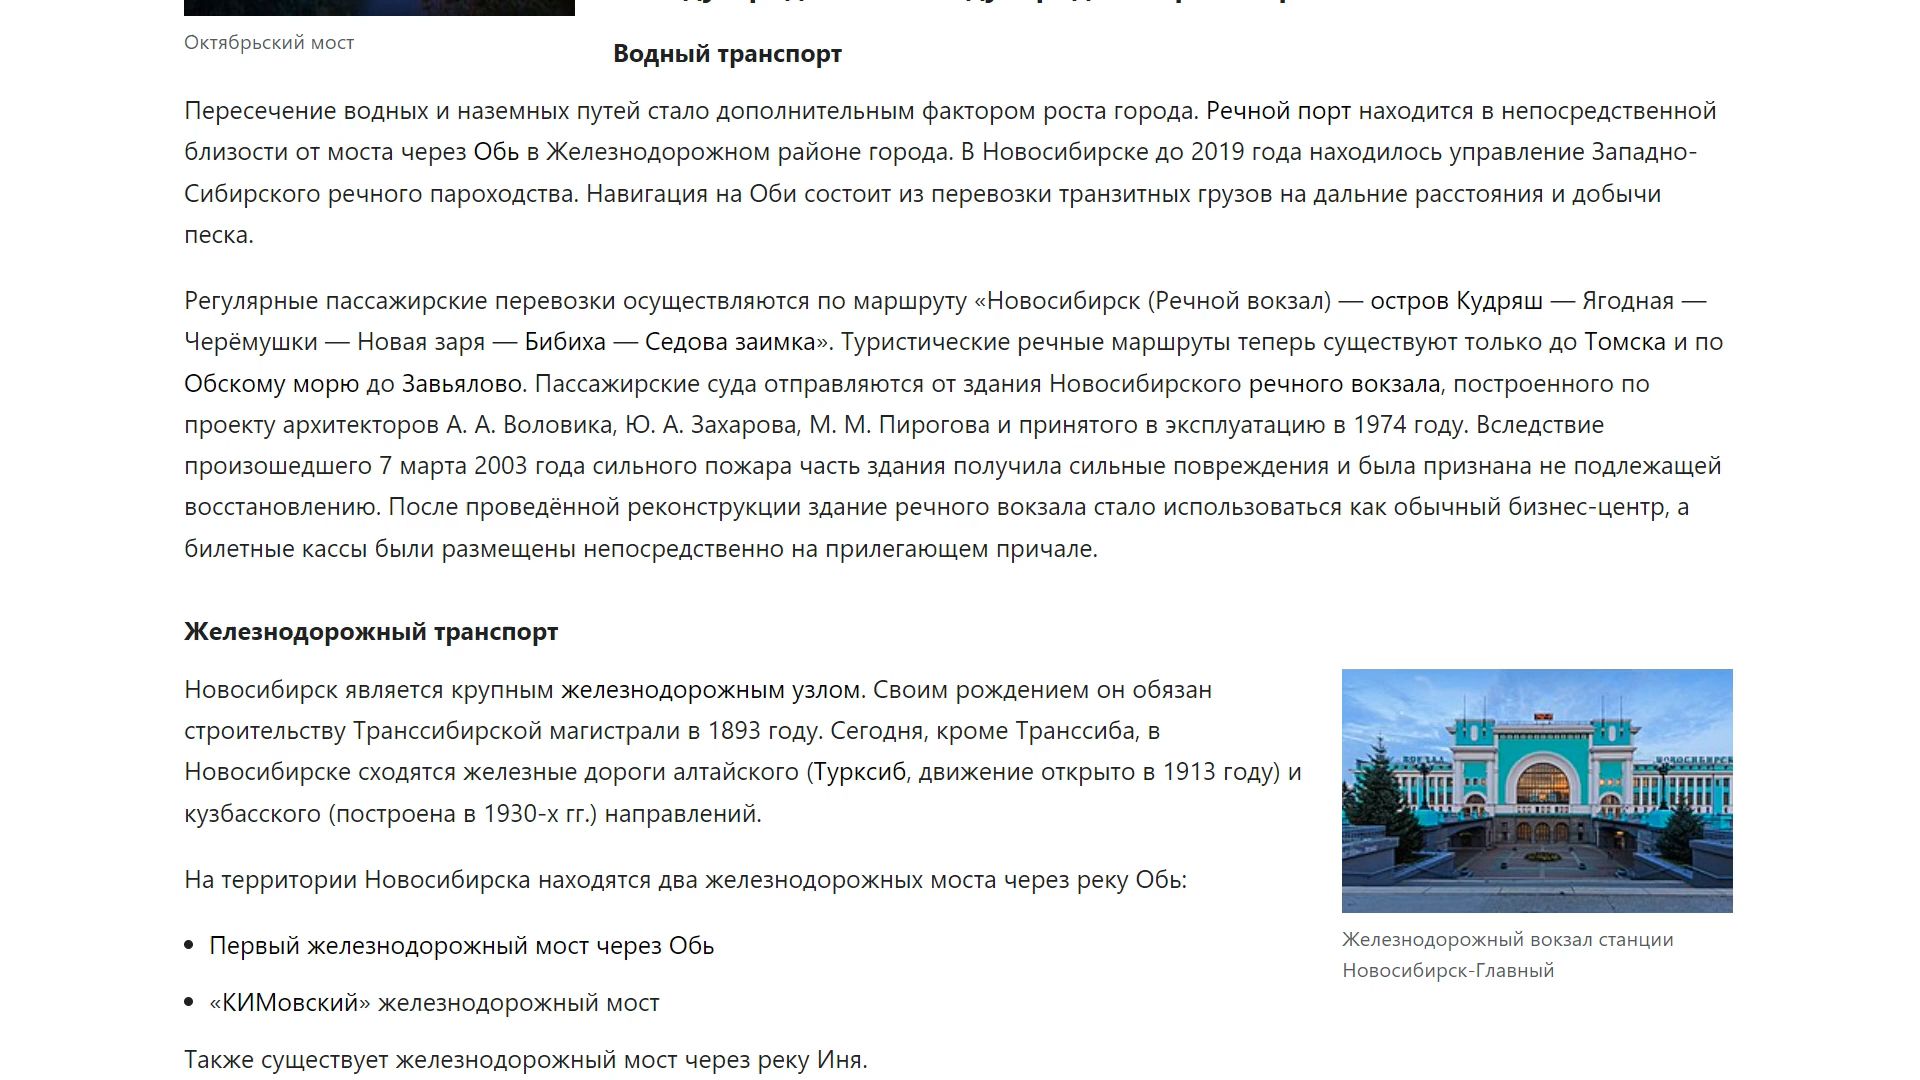 Октябрьский мост
Водный транспорт
Пересечение водных и наземных путей стало дополнительным фактором роста города. Речной порт находится в непосредственной
близости от моста через Обь в Железнодорожном районе города. В Новосибирске до 2019 года находилось управление Западно-
Сибирского речного пароходства. Навигация на Оби состоит из перевозки транзитных грузов на дальние расстояния и добычи
песка.
Регулярные пассажирские перевозки осуществляются по маршруту «Новосибирск (Речной вокзал) — остров Кудряш — Ягодная —
Черёмушки — Новая заря — Бибиха — Седова заимка». Туристические речные маршруты теперь существуют только до Томска и по
Обскому морю до Завьялово. Пассажирские суда отправляются от здания Новосибирского речного вокзала, построенного по
проекту архитекторов А. А. Воловика, Ю. А. Захарова, М. М. Пирогова и принятого в эксплуатацию в 1974 году. Вследствие
произошедшего 7 марта 2003 года сильного пожара часть здания получила сильные повреждения и была признана не подлежащей
восстановлению. После проведённой реконструкции здание речного вокзала стало использоваться как обычный бизнес-центр, а
билетные кассы были размещены непосредственно на прилегающем причале.
Железнодорожный транспорт
Новосибирск является крупным железнодорожным узлом. Своим рождением он обязан
строительству Транссибирской магистрали в 1893 году. Сегодня, кроме Транссиба, в
Новосибирске сходятся железные дороги алтайского (Турксиб, движение открыто в 1913 году) и
кузбасского (построена в 1930-х гг.) направлений.
На территории Новосибирска находятся два железнодорожных моста через реку Обь:
• Первый железнодорожный мост через Обь
• «КИМовский» железнодорожный мост
Также существует железнодорожный мост через реку Иня.
ВОКЗАЛ НОВОСИБИРСК
Железнодорожный вокзал станции
Новосибирск-Главный